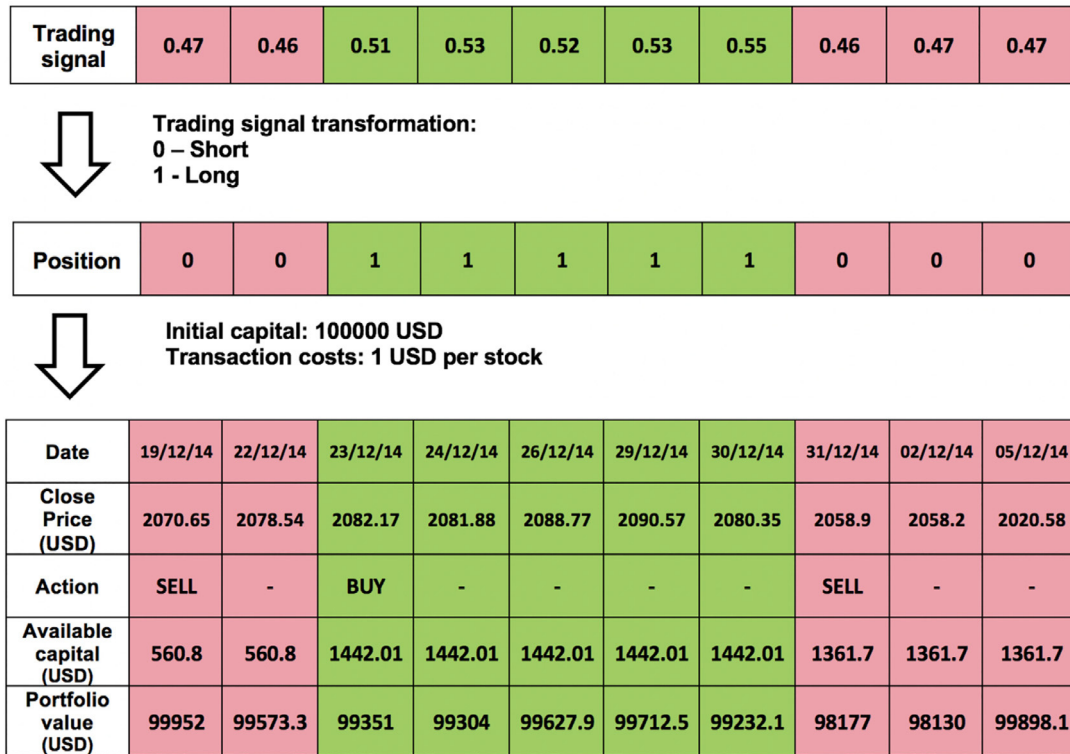 Trading signal 0.47 0.46 0.51 0.53 0.52 0.53 0.55 0.46 0.47 0.47
Trading signal transformation:
0 – Short
1 - Long
Position 0 0 1 1 1 1 1 0 0 0
Initial capital: 100000 USD
Transaction costs: 1 USD per stock
Date 19/12/14 22/12/14 23/12/14 24/12/14 26/12/14 29/12/14 30/12/14 31/12/14 02/12/14 05/12/14
Close Price (USD) 2070.65 2078.54 2082.17 2081.88 2088.77 2090.57 2080.35 2058.9 2058.2 2020.58
Action SELL - BUY - - - - SELL - -
Available capital (USD) 560.8 560.8 1442.01 1442.01 1442.01 1442.01 1442.01 1361.7 1361.7 1361.7
Portfolio value (USD) 99952 99573.3 99351 99304 99627.9 99712.5 99232.1 98177 98130 99898.1